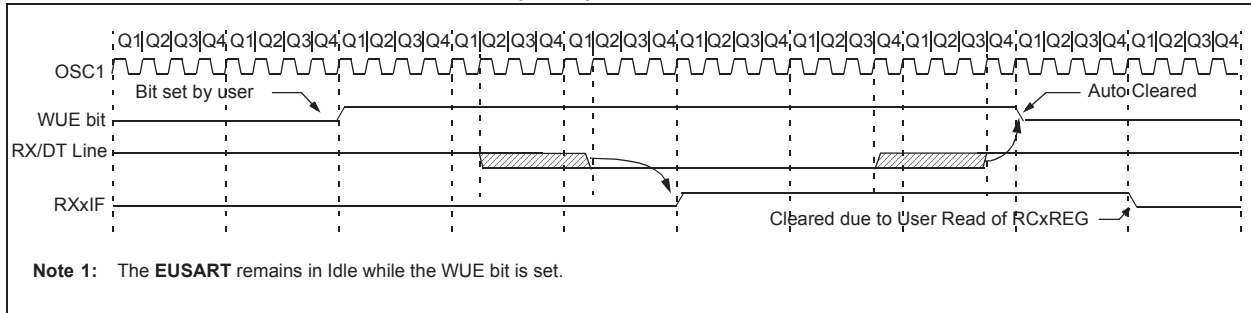 Q1|Q2|Q3|Q4|Q1|Q2|Q3|Q4|Q1|Q2|Q3|Q4|Q1|Q2|Q3|Q4|Q1|Q2|Q3|Q4|Q1|Q2|Q3|Q4|Q1|Q2|Q3|Q4|Q1|Q2|Q3|Q4|Q1|Q2|Q3|Q4|Q1|Q2|Q3|Q4
OSC1
Bit set by user
Auto Cleared
WUE bit
RX/DT Line
RXxIF
Cleared due to User Read of RCxREG
Note 1: The EUSART remains in Idle while the WUE bit is set.